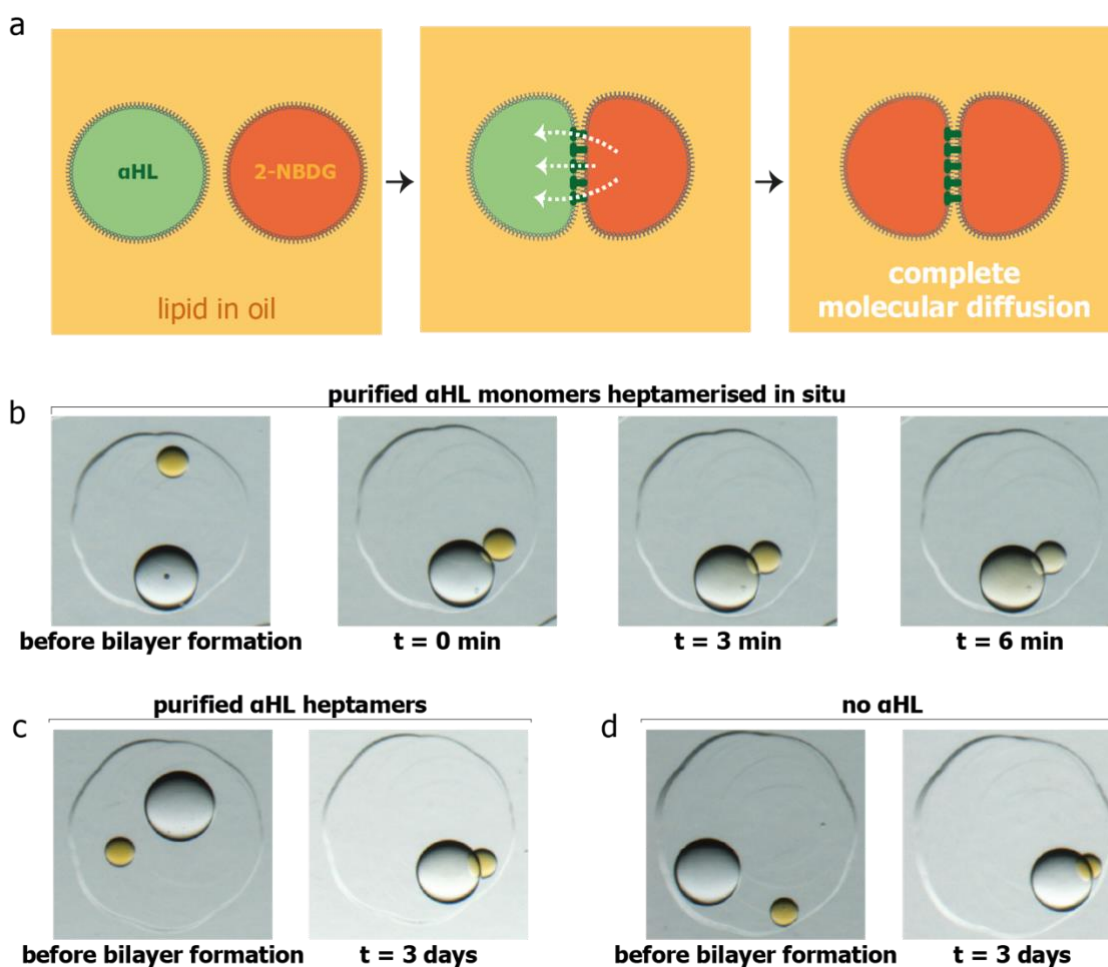 a
αHL
2-NBDG
lipid in oil
complete
molecular diffusion
b
purified αHL monomers heptamerised in situ
before bilayer formation
t = 0 min
t = 3 min
t = 6 min
c
purified αHL heptamers
before bilayer formation
t = 3 days
d
no αHL
before bilayer formation
t = 3 days